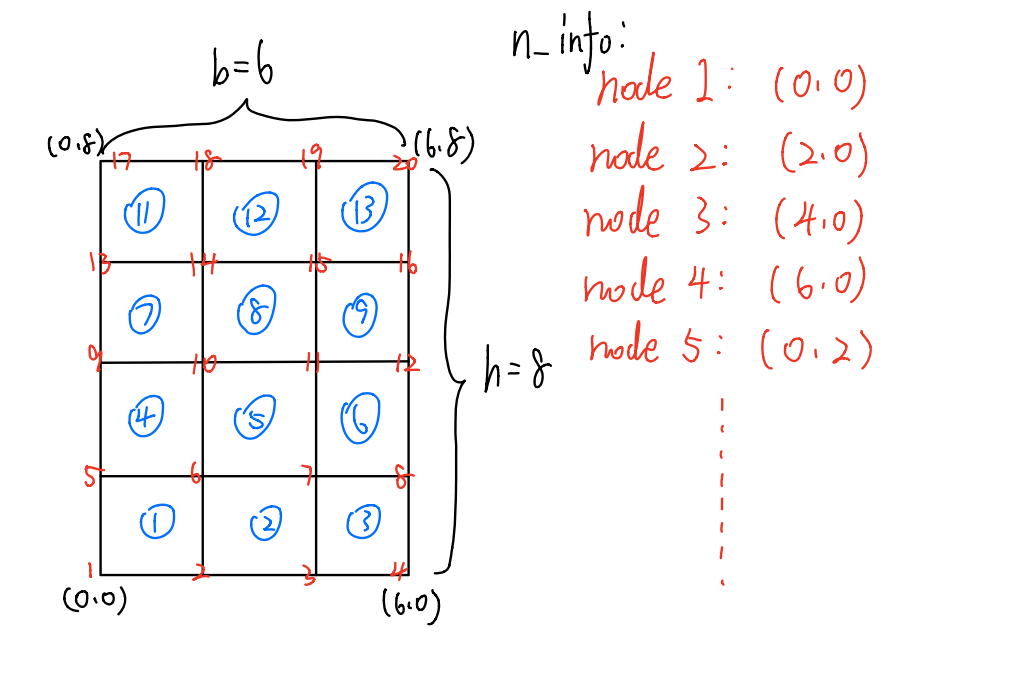 n_info:
b=6
node 1: (0,0)
(0,8)
(6,8)
17 18 19 20
node 2: (2,0)
11 12 13
node 3: (4,0)
13 14 15 16
node 4: (6,0)
7 8 9
node 5: (0,2)
9 10 11 12
h=8
4 5 6
5 6 7 8
1 2 3
1 2 3 4
(0,0)
(6,0)